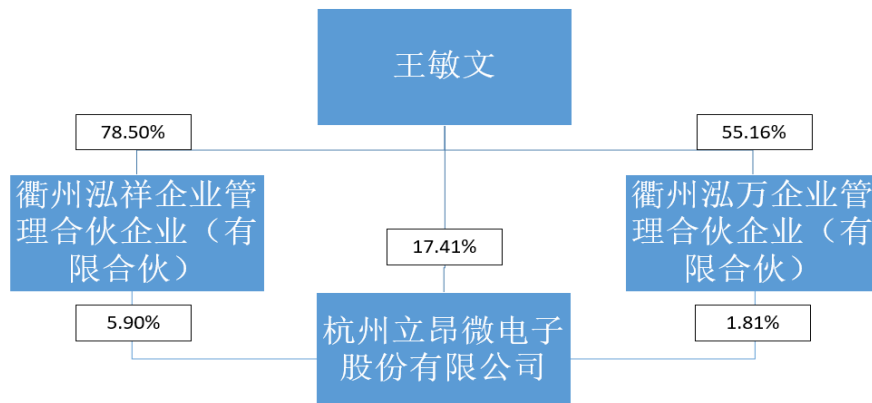 王敏文
78.50%
55.16%
衢州泓祥企业管
理合伙企业（有
限合伙）
衢州泓万企业管
理合伙企业（有
限合伙）
17.41%
5.90%
1.81%
杭州立昂微电子
股份有限公司